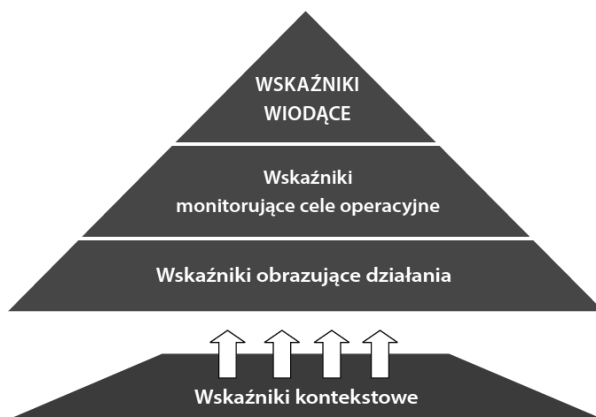 WSKAŹNIKI
WIODĄCE
Wskaźniki
monitorujące cele operacyjne
Wskaźniki obrazujące działania
Wskaźniki kontekstowe